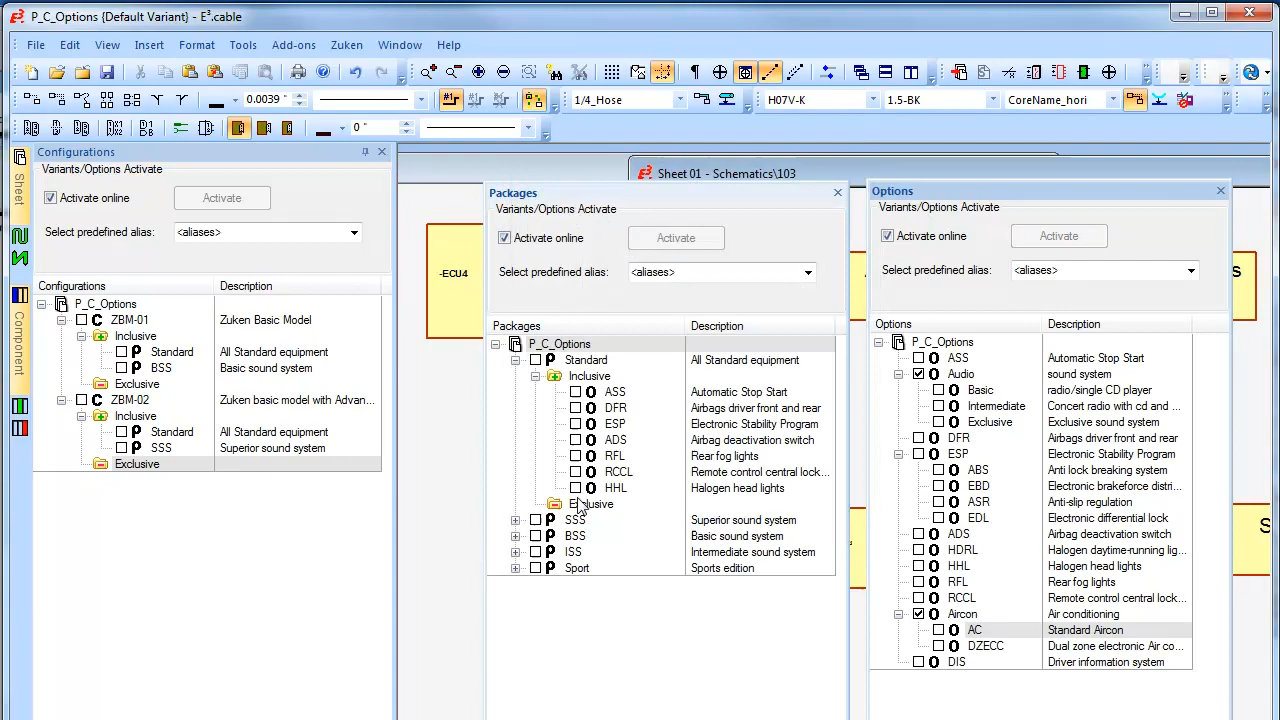 P_C_Options {Default Variant} - E³.cable
File Edit View Insert Format Tools Add-ons Zuken Window Help
0.0039 "
1/4_Hose
H07V-K
1.5-BK
CoreName_hori
0 "
Sheet
Component
Configurations
Variants/Options Activate
Activate online
Activate
Select predefined alias:
<aliases>
Configurations Description
P_C_Options
ZBM-01 Zuken Basic Model
Inclusive
Standard All Standard equipment
BSS Basic sound system
Exclusive
ZBM-02 Zuken basic model with Advan...
Inclusive
Standard All Standard equipment
SSS Superior sound system
Exclusive
Sheet 01 - Schematics\103
-ECU4
Packages
Variants/Options Activate
Activate online
Activate
Select predefined alias:
<aliases>
Packages Description
P_C_Options
Standard All Standard equipment
Inclusive
ASS Automatic Stop Start
DFR Airbags driver front and rear
ESP Electronic Stability Program
ADS Airbag deactivation switch
RFL Rear fog lights
RCCL Remote control central lock...
HHL Halogen head lights
Exclusive
SSS Superior sound system
BSS Basic sound system
ISS Intermediate sound system
Sport Sports edition
Options
Variants/Options Activate
Activate online
Activate
Select predefined alias:
<aliases>
Options Description
P_C_Options
ASS Automatic Stop Start
Audio sound system
Basic radio/single CD player
Intermediate Concert radio with cd and ...
Exclusive Exclusive sound system
DFR Airbags driver front and rear
ESP Electronic Stability Program
ABS Anti lock breaking system
EBD Electronic brakeforce distri...
ASR Anti-slip regulation
EDL Electronic differential lock
ADS Airbag deactivation switch
HDRL Halogen daytime-running lig...
HHL Halogen head lights
RFL Rear fog lights
RCCL Remote control central lock...
Aircon Air conditioning
AC Standard Aircon
DZECC Dual zone electronic Air co...
DIS Driver information system